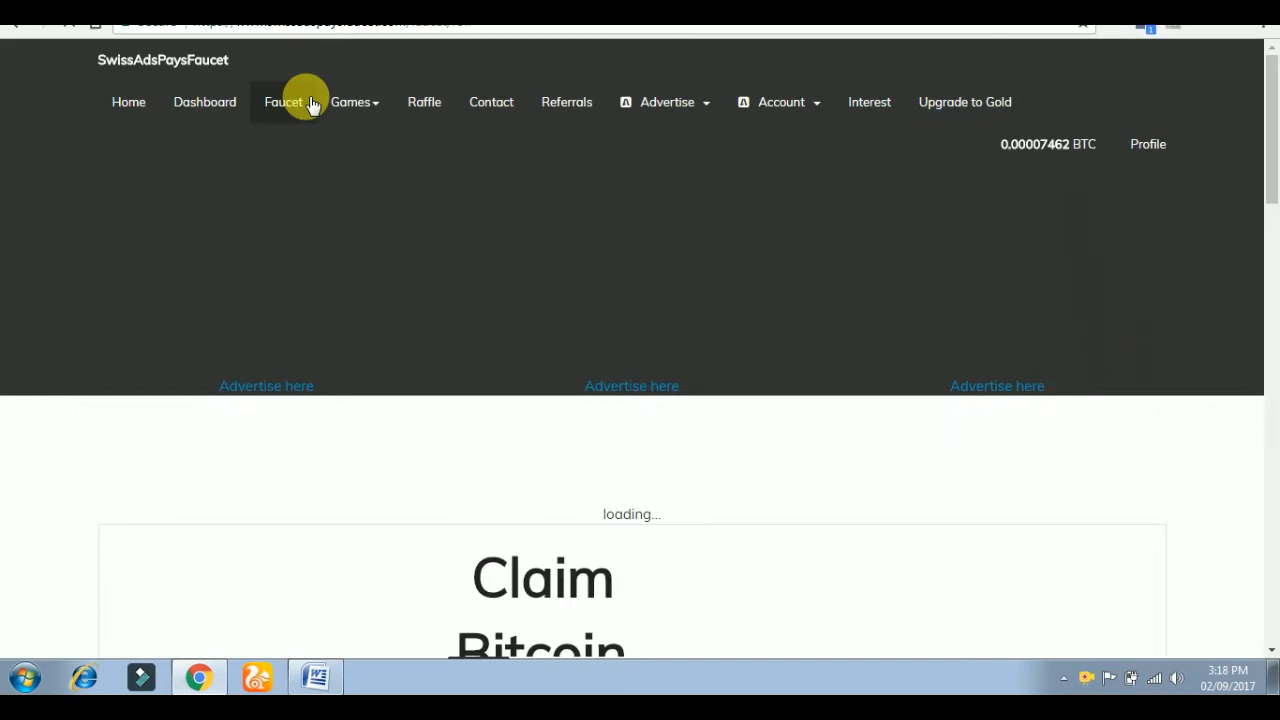 SwissAdsPaysFaucet
Home Dashboard Faucet Games Raffle Contact Referrals Advertise Account Interest Upgrade to Gold
0.00007462 BTC Profile
Advertise here Advertise here Advertise here
loading...
Claim
Bitcoin
3:18 PM
02/09/2017